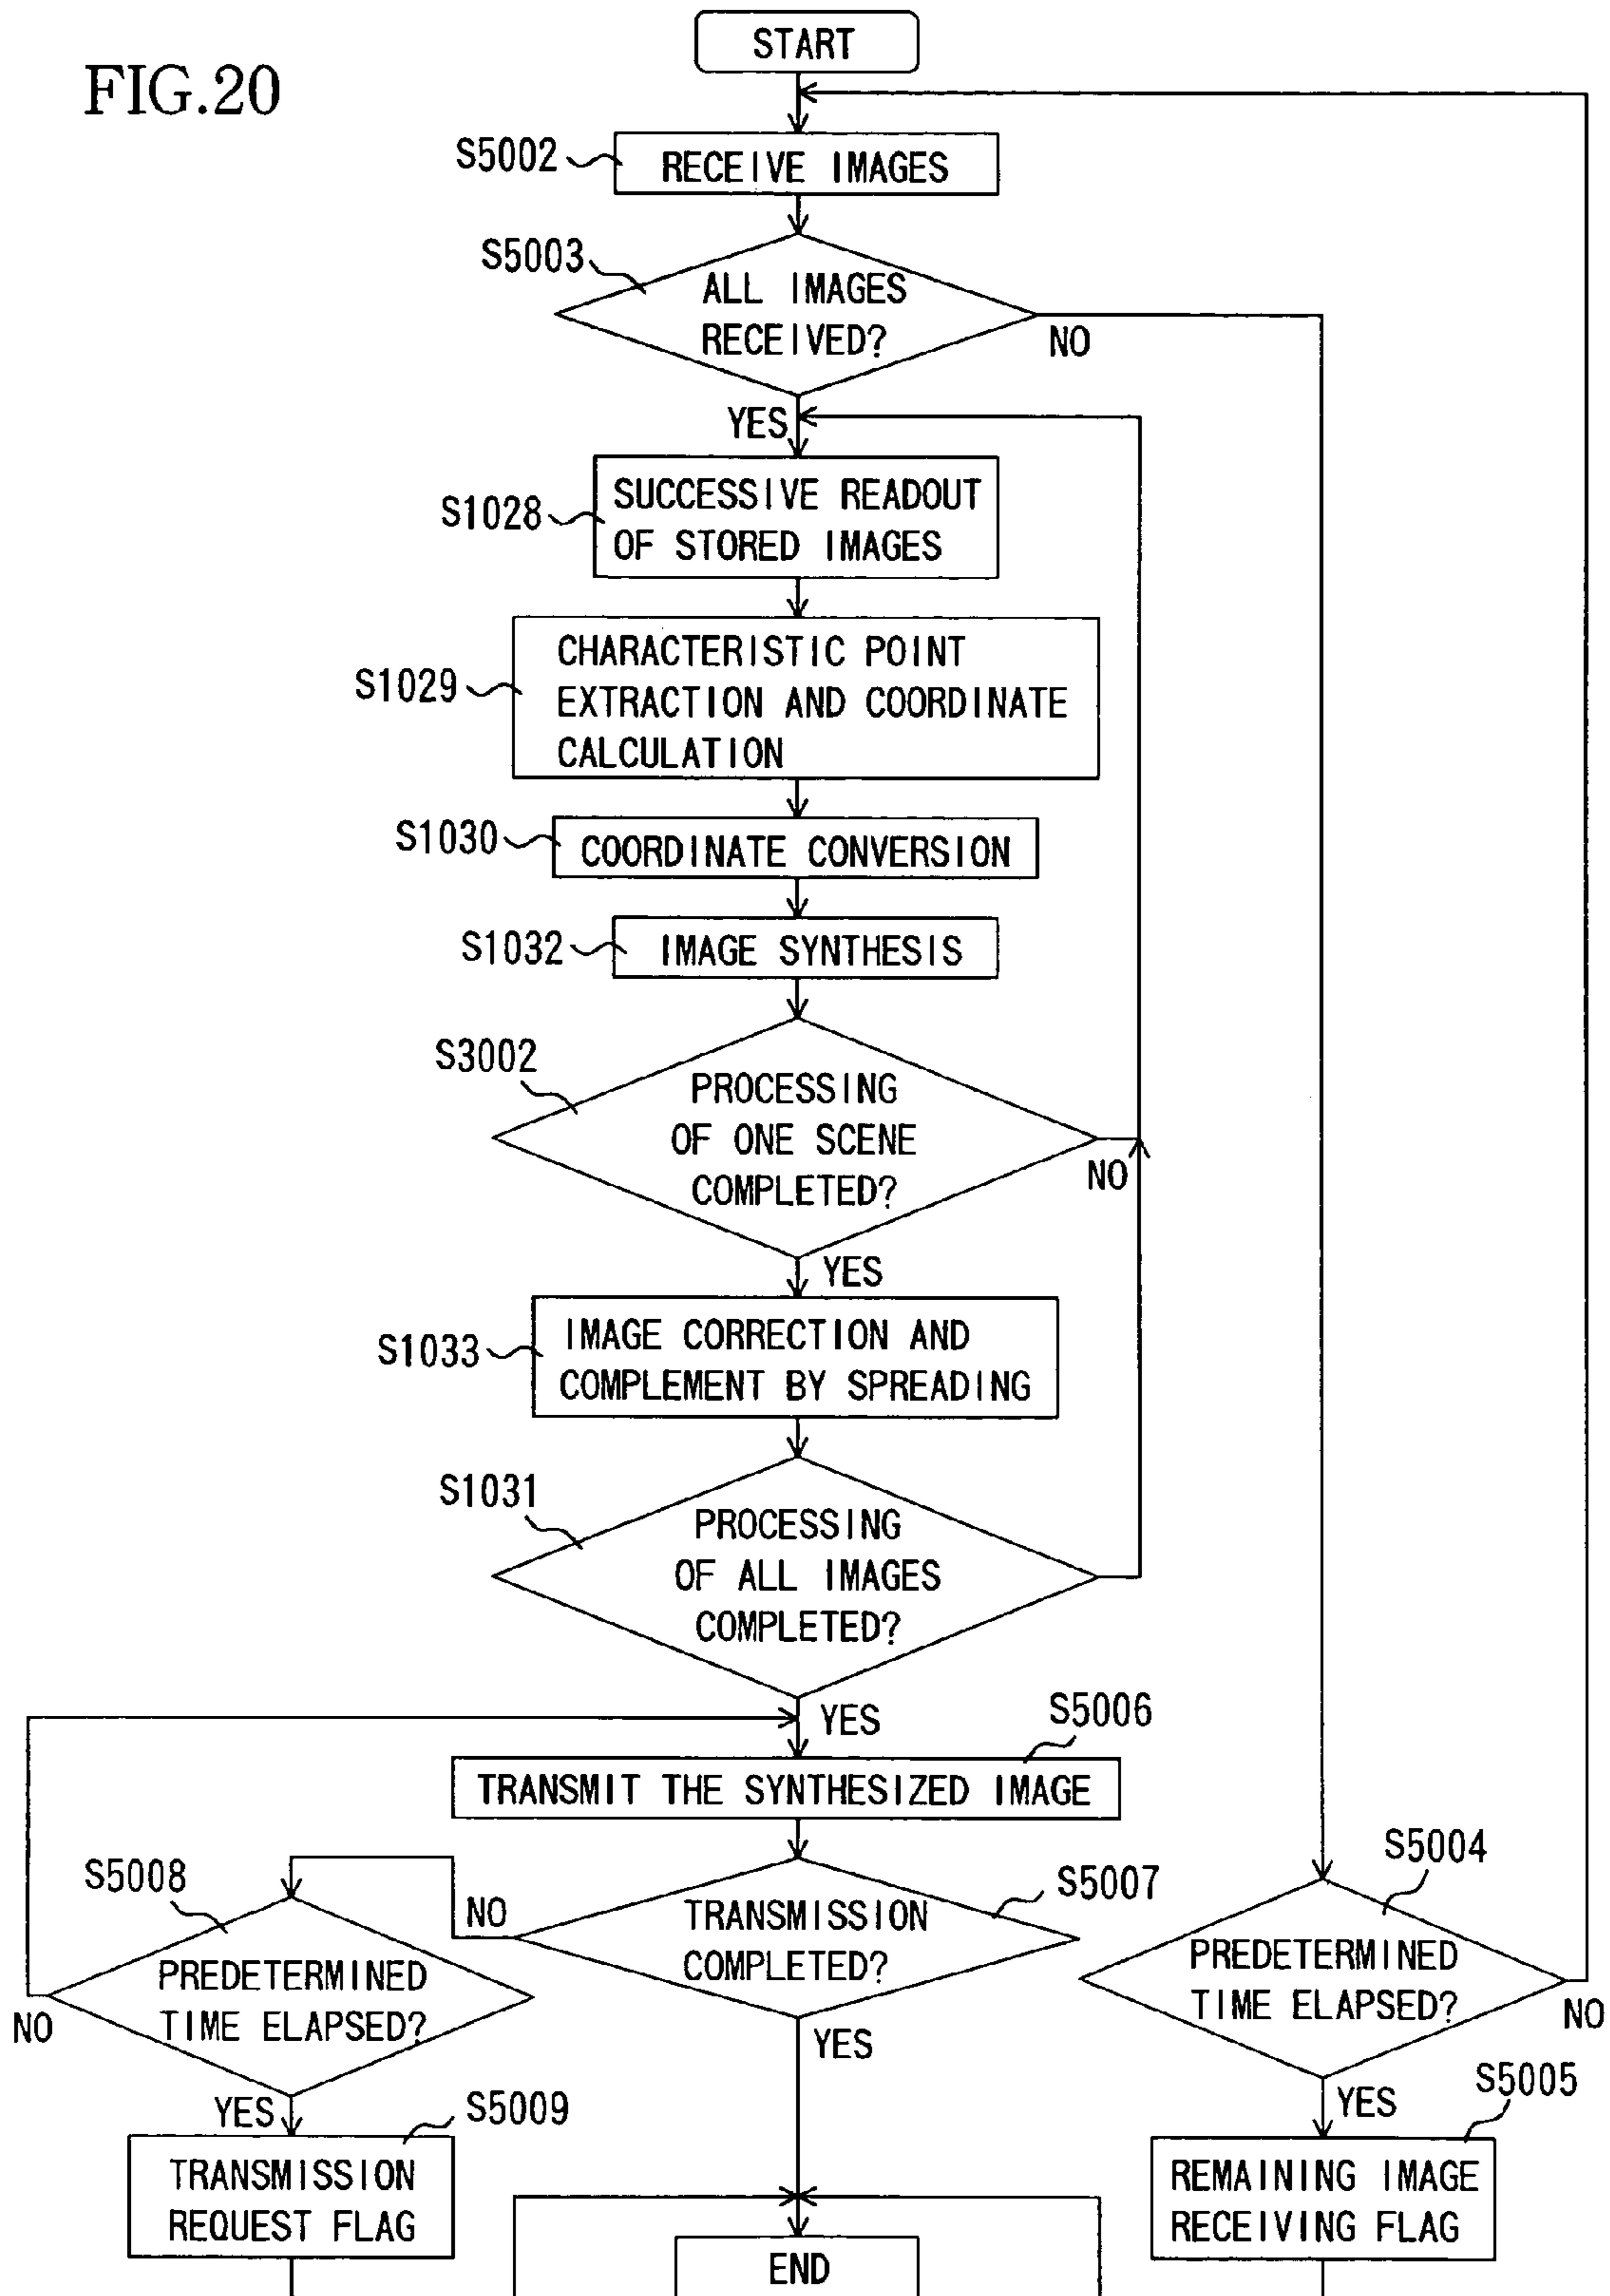 FIG.20
START
S5002
RECEIVE IMAGES
S5003
ALL IMAGES
RECEIVED?
NO
YES
S1028
SUCCESSIVE READOUT
OF STORED IMAGES
S1029
CHARACTERISTIC POINT
EXTRACTION AND COORDINATE
CALCULATION
S1030
COORDINATE CONVERSION
S1032
IMAGE SYNTHESIS
S3002
PROCESSING
OF ONE SCENE
COMPLETED?
NO
YES
S1033
IMAGE CORRECTION AND
COMPLEMENT BY SPREADING
S1031
PROCESSING
OF ALL IMAGES
COMPLETED?
YES
S5006
TRANSMIT THE SYNTHESIZED IMAGE
S5007
TRANSMISSION
COMPLETED?
NO
YES
S5008
PREDETERMINED
TIME ELAPSED?
NO
YES
S5009
TRANSMISSION
REQUEST FLAG
S5004
PREDETERMINED
TIME ELAPSED?
NO
YES
S5005
REMAINING IMAGE
RECEIVING FLAG
END